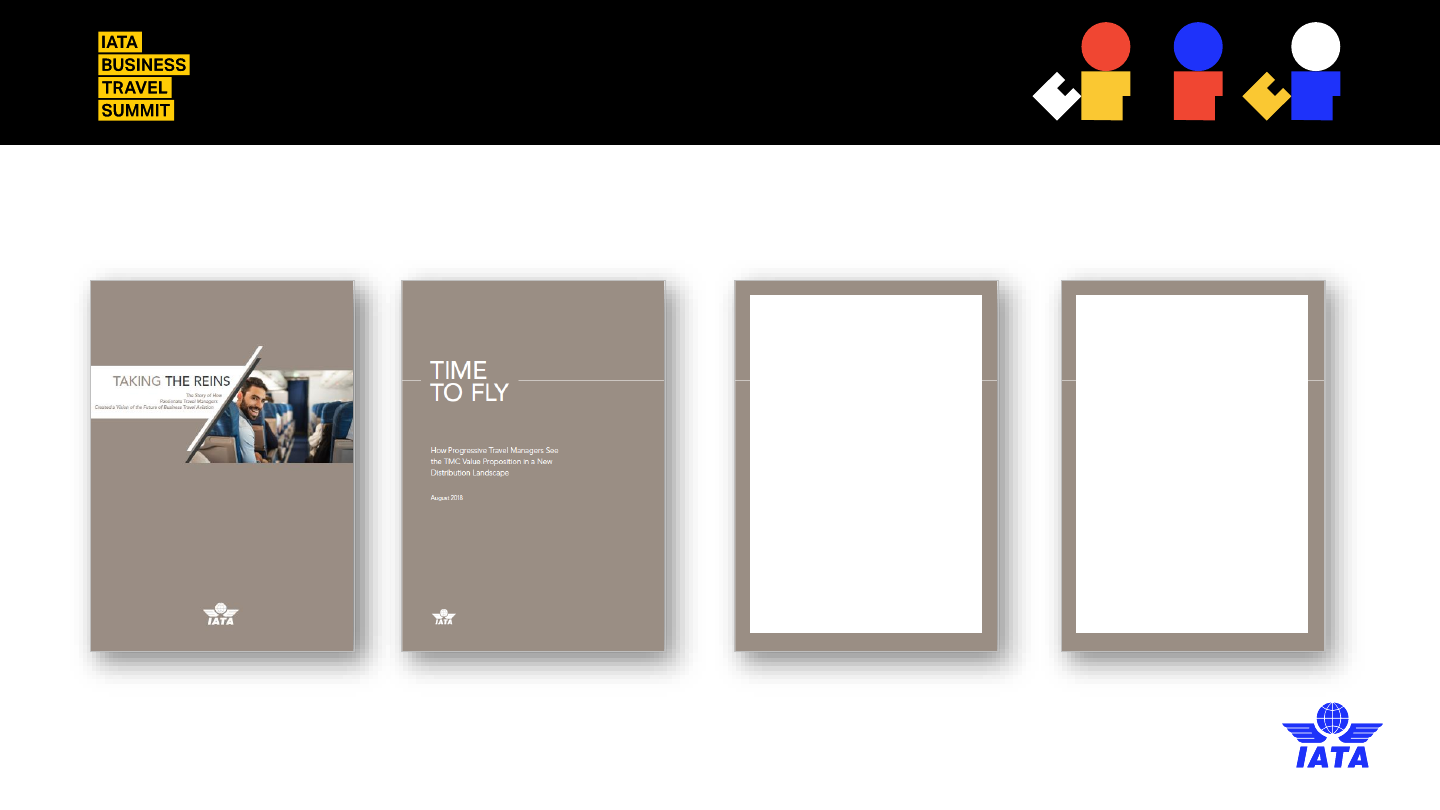 IATA
BUSINESS
TRAVEL
SUMMIT
TAKING THE REINS
The Story of How
Passionate Travel Managers
Created a Value of the Future of Business Travel Aviation
IATA
TIME
TO FLY
How Progressive Travel Managers See
the TMC Value Proposition in a New
Distribution Landscape
August 2018
IATA
IATA